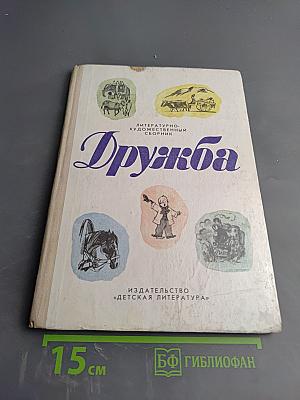 ЛИТЕРАТУРНО-
ХУДОЖЕСТВЕННЫЙ
СБОРНИК
Дружба
ИЗДАТЕЛЬСТВО
«ДЕТСКАЯ ЛИТЕРАТУРА»
15 см
БФ ГИБЛИОФАН